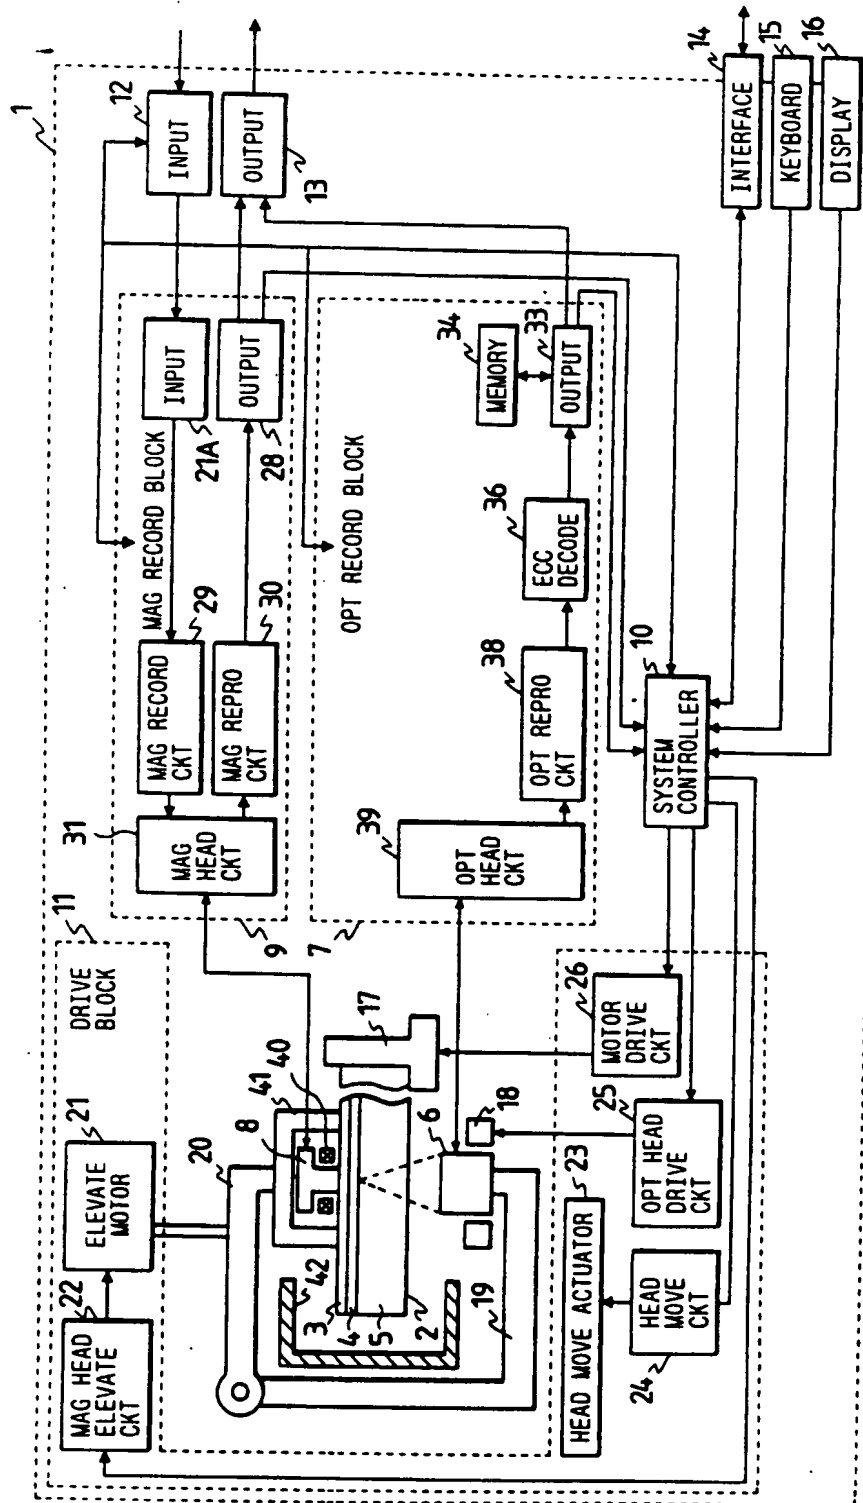 1
11
DRIVE
BLOCK
22
MAG HEAD
ELEVATE
CKT
21
ELEVATE
MOTOR
20
41
8
40
17
42
3
4
5
2
6
18
19
31
MAG
HEAD
CKT
9
MAG RECORD BLOCK
29
MAG RECORD
CKT
30
MAG REPRO
CKT
INPUT
21A
OUTPUT
28
12
INPUT
OUTPUT
13
7
OPT RECORD BLOCK
39
OPT
HEAD
CKT
38
OPT REPRO
CKT
36
ECC
DECODE
34
MEMORY
33
OUTPUT
10
SYSTEM
CONTROLLER
14
INTERFACE
15
KEYBOARD
16
DISPLAY
23
HEAD MOVE ACTUATOR
24
HEAD
MOVE
CKT
25
OPT HEAD
DRIVE
CKT
26
MOTOR
DRIVE
CKT